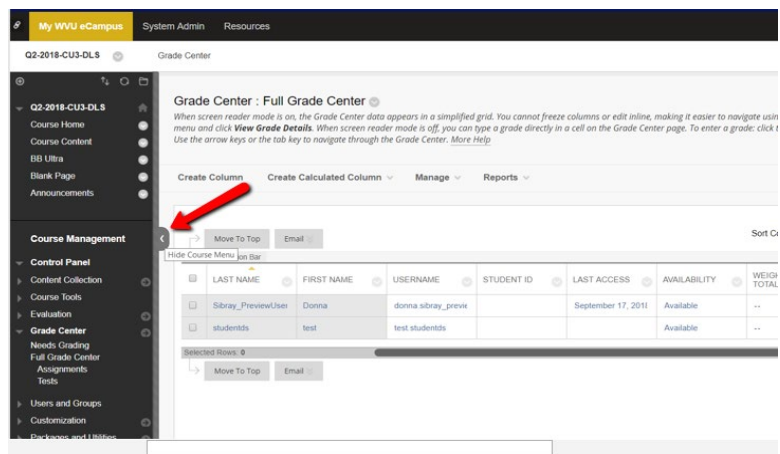 My WVU eCampus System Admin Resources
Q2-2018-CU3-DLS Grade Center
Q2-2018-CU3-DLS
Course Home
Course Content
BB Ultra
Blank Page
Announcements
Course Management
Control Panel
Content Collection
Course Tools
Evaluation
Grade Center
Needs Grading
Full Grade Center
Assignments
Tests
Users and Groups
Customization
Packages and Utilities
Grade Center : Full Grade Center
When screen reader mode is on, the Grade Center data appears in a simplified grid. You cannot freeze columns or edit inline, making it easier to navigate usin
menu and click View Grade Details. When screen reader mode is off, you can type a grade directly in a cell on the Grade Center page. To enter a grade: click t
Use the arrow keys or the tab key to navigate through the Grade Center. More Help
Create Column Create Calculated Column Manage Reports
Move To Top Email Sort Co
Hide Course Menu on Bar
LAST NAME FIRST NAME USERNAME STUDENT ID LAST ACCESS AVAILABILITY WEIGH
TOTAL
Sibray_PreviewUser Donna donna.sibray_previe September 17, 201 Available --
studentds test test studentds Available --
Selected Rows: 0
Move To Top Email